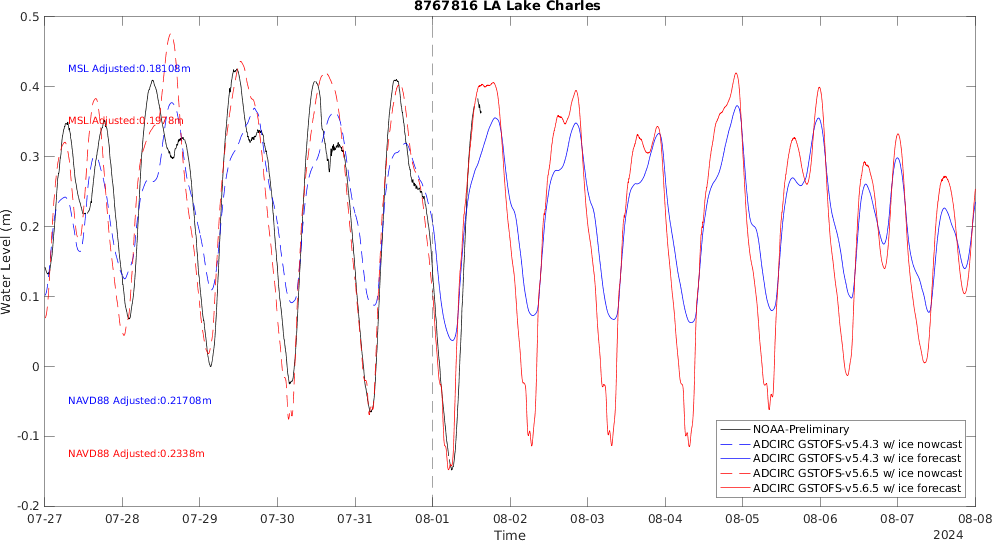 8767816 LA Lake Charles
0.5
0.4
0.3
0.2
0.1
0
-0.1
-0.2
Water Level (m)
MSL Adjusted:0.18108m
MSL Adjusted:0.1978m
NAVD88 Adjusted:0.21708m
NAVD88 Adjusted:0.2338m
NOAA-Preliminary
ADCIRC GSTOFS-v5.4.3 w/ ice nowcast
ADCIRC GSTOFS-v5.4.3 w/ ice forecast
ADCIRC GSTOFS-v5.6.5 w/ ice nowcast
ADCIRC GSTOFS-v5.6.5 w/ ice forecast
07-27 07-28 07-29 07-30 07-31 08-01 08-02 08-03 08-04 08-05 08-06 08-07 08-08
Time
2024